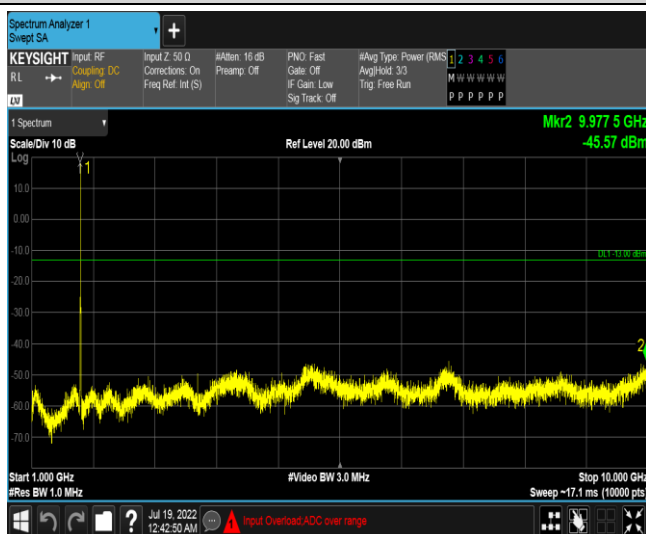 Spectrum Analyzer 1
Swept SA
+
KEYSIGHT
RL
LXI
Input: RF
Coupling: DC
Align: Off
Input Z: 50 Ω
Corrections: On
Freq Ref: Int (S)
#Atten: 16 dB
Preamp: Off
PNO: Fast
Gate: Off
IF Gain: Low
Sig Track: Off
#Avg Type: Power (RMS
Avg|Hold: 3/3
Trig: Free Run
1 2 3 4 5 6
M W W W W W
P P P P P P
1 Spectrum
Mkr2 9.977 5 GHz
Scale/Div 10 dB
Ref Level 20.00 dBm
-45.57 dBm
Log
1
10.0
0.00
-10.0
DL1 -13.00 dBm
-20.0
-30.0
-40.0
2
-50.0
-60.0
-70.0
Start 1.000 GHz
#Video BW 3.0 MHz
Stop 10.000 GHz
#Res BW 1.0 MHz
Sweep ~17.1 ms (10000 pts)
?
Jul 19, 2022
12:42:50 AM
Input Overload:ADC over range